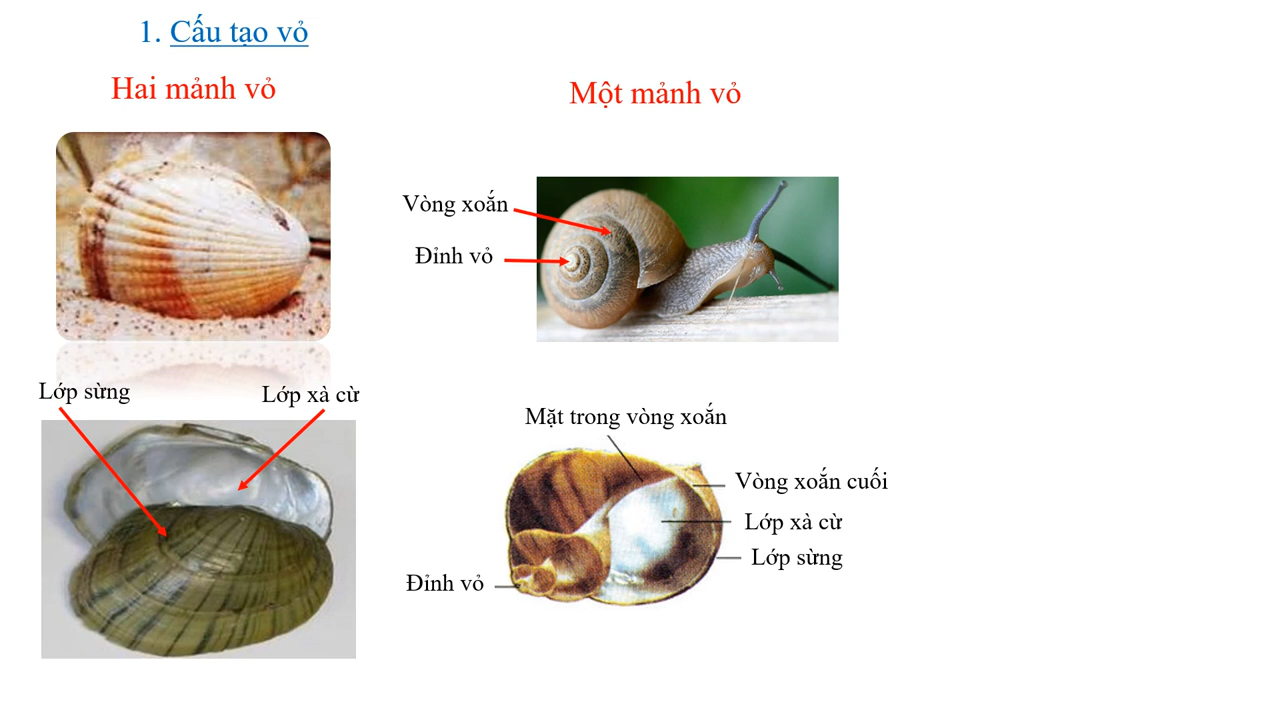 1. Cấu tạo vỏ
Hai mảnh vỏ
Một mảnh vỏ
Vòng xoắn
Đỉnh vỏ
Lớp sừng
Lớp xà cừ
Mặt trong vòng xoắn
Vòng xoắn cuối
Lớp xà cừ
Lớp sừng
Đỉnh vỏ